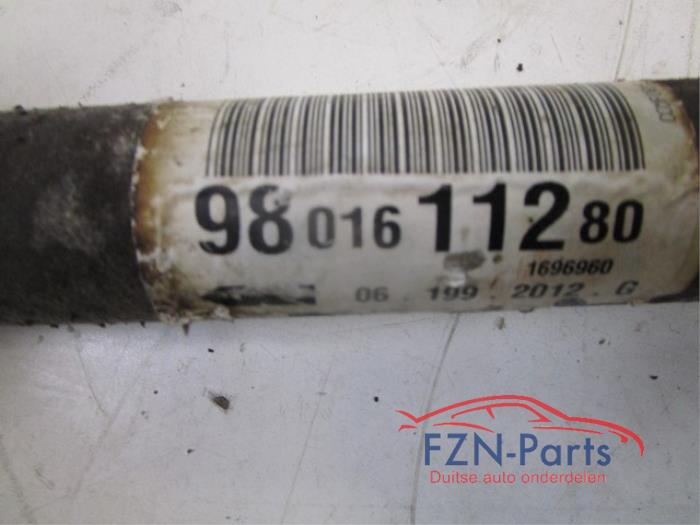 98 016 112 80
1696960
06 . 199 . 2012 . G
FZN-Parts
Duitse auto onderdelen